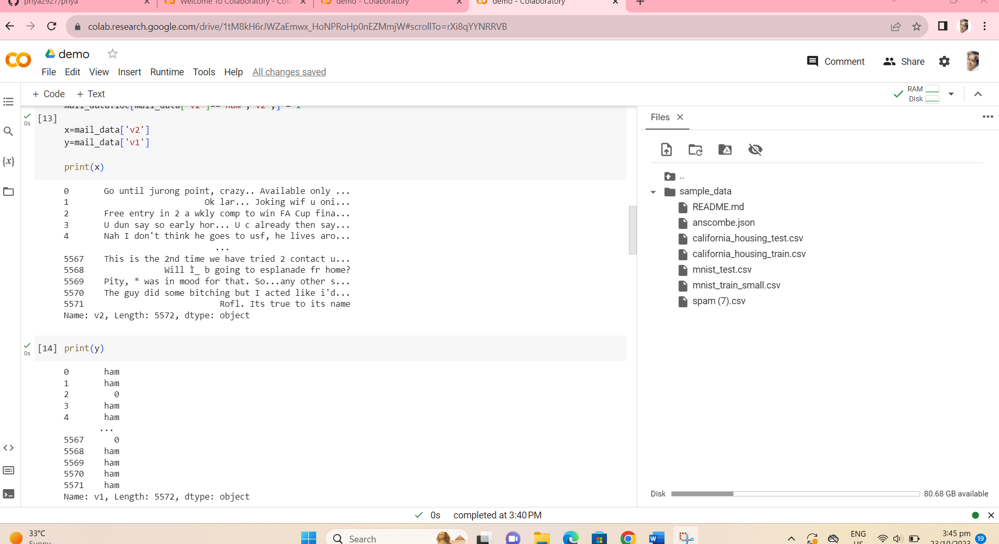 priya2927/priya
Welcome To Colaboratory - Cola
demo - Colaboratory
demo - Colaboratory
colab.research.google.com/drive/1tM8kH6rJWZaEmwx_HoNPRoHp0nEZMmjW#scrollTo=rXi8qYYNRRVB
demo
File Edit View Insert Runtime Tools Help All changes saved
Comment Share
+ Code + Text
RAM
Disk
mail_data.loc[mail_data['v2']=='ham','v2',] = 1
[13]
0s
x=mail_data['v2']
y=mail_data['v1']
print(x)
0 Go until jurong point, crazy.. Available only ...
1 Ok lar... Joking wif u oni...
2 Free entry in 2 a wkly comp to win FA Cup fina...
3 U dun say so early hor... U c already then say...
4 Nah I don't think he goes to usf, he lives aro...
...
5567 This is the 2nd time we have tried 2 contact u...
5568 Will Ì_ b going to esplanade fr home?
5569 Pity, * was in mood for that. So...any other s...
5570 The guy did some bitching but I acted like i'd...
5571 Rofl. Its true to its name
Name: v2, Length: 5572, dtype: object
[14] print(y)
0s
0 ham
1 ham
2 0
3 ham
4 ham
...
5567 0
5568 ham
5569 ham
5570 ham
5571 ham
Name: v1, Length: 5572, dtype: object
Files
..
sample_data
README.md
anscombe.json
california_housing_test.csv
california_housing_train.csv
mnist_test.csv
mnist_train_small.csv
spam (7).csv
Disk 80.68 GB available
0s completed at 3:40 PM
33°C
Sunny
Search
ENG
US
3:45 pm
23/10/2023
19